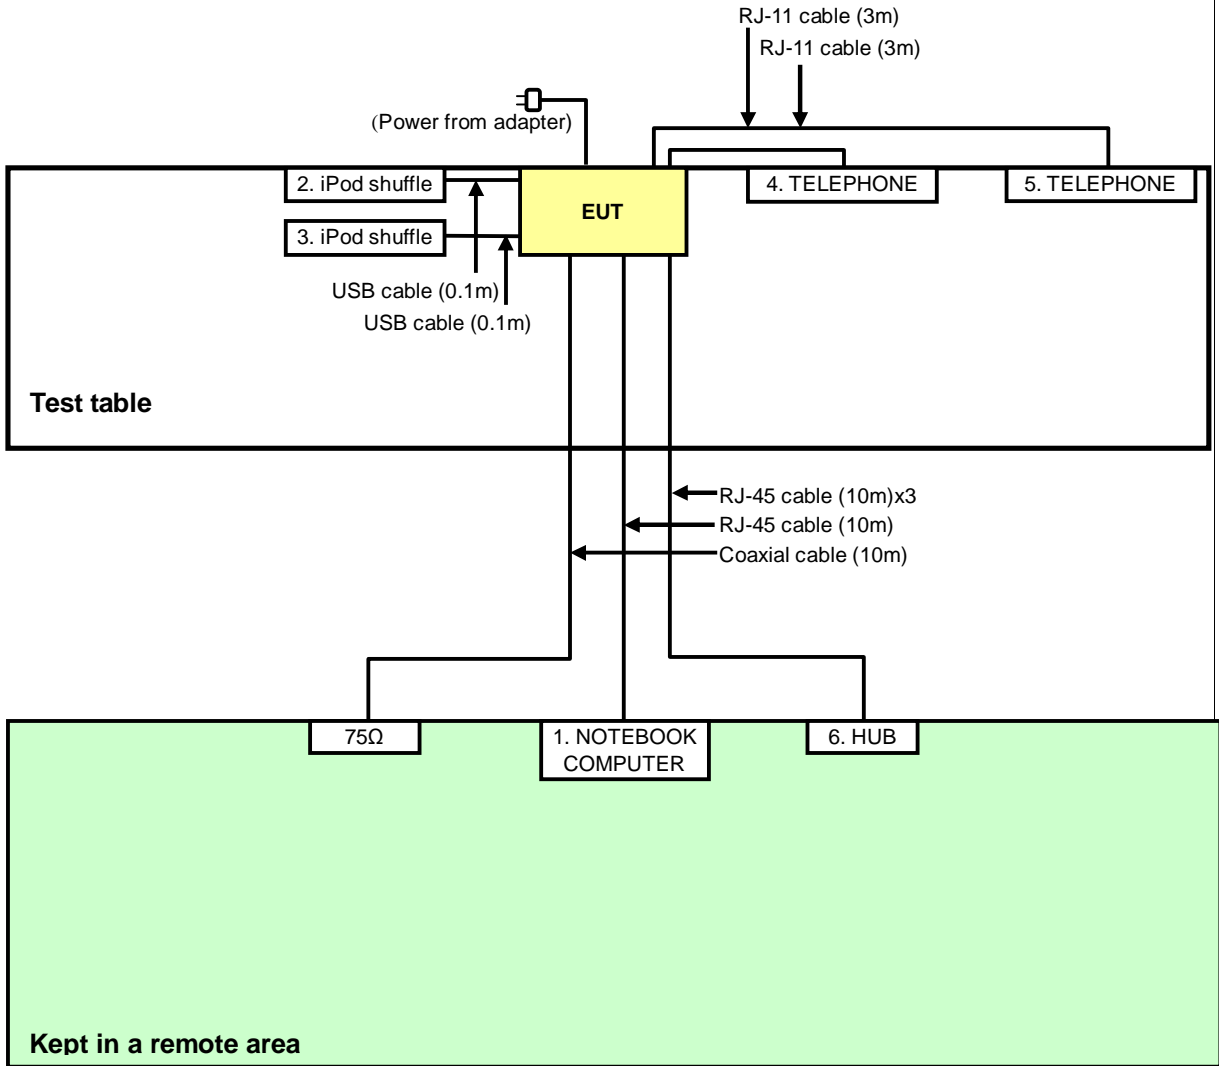 RJ-11 cable (3m)
RJ-11 cable (3m)
(Power from adapter)
2. iPod shuffle
EUT
4. TELEPHONE
5. TELEPHONE
3. iPod shuffle
USB cable (0.1m)
USB cable (0.1m)
Test table
RJ-45 cable (10m)x3
RJ-45 cable (10m)
Coaxial cable (10m)
75Ω
1. NOTEBOOK
COMPUTER
6. HUB
Kept in a remote area